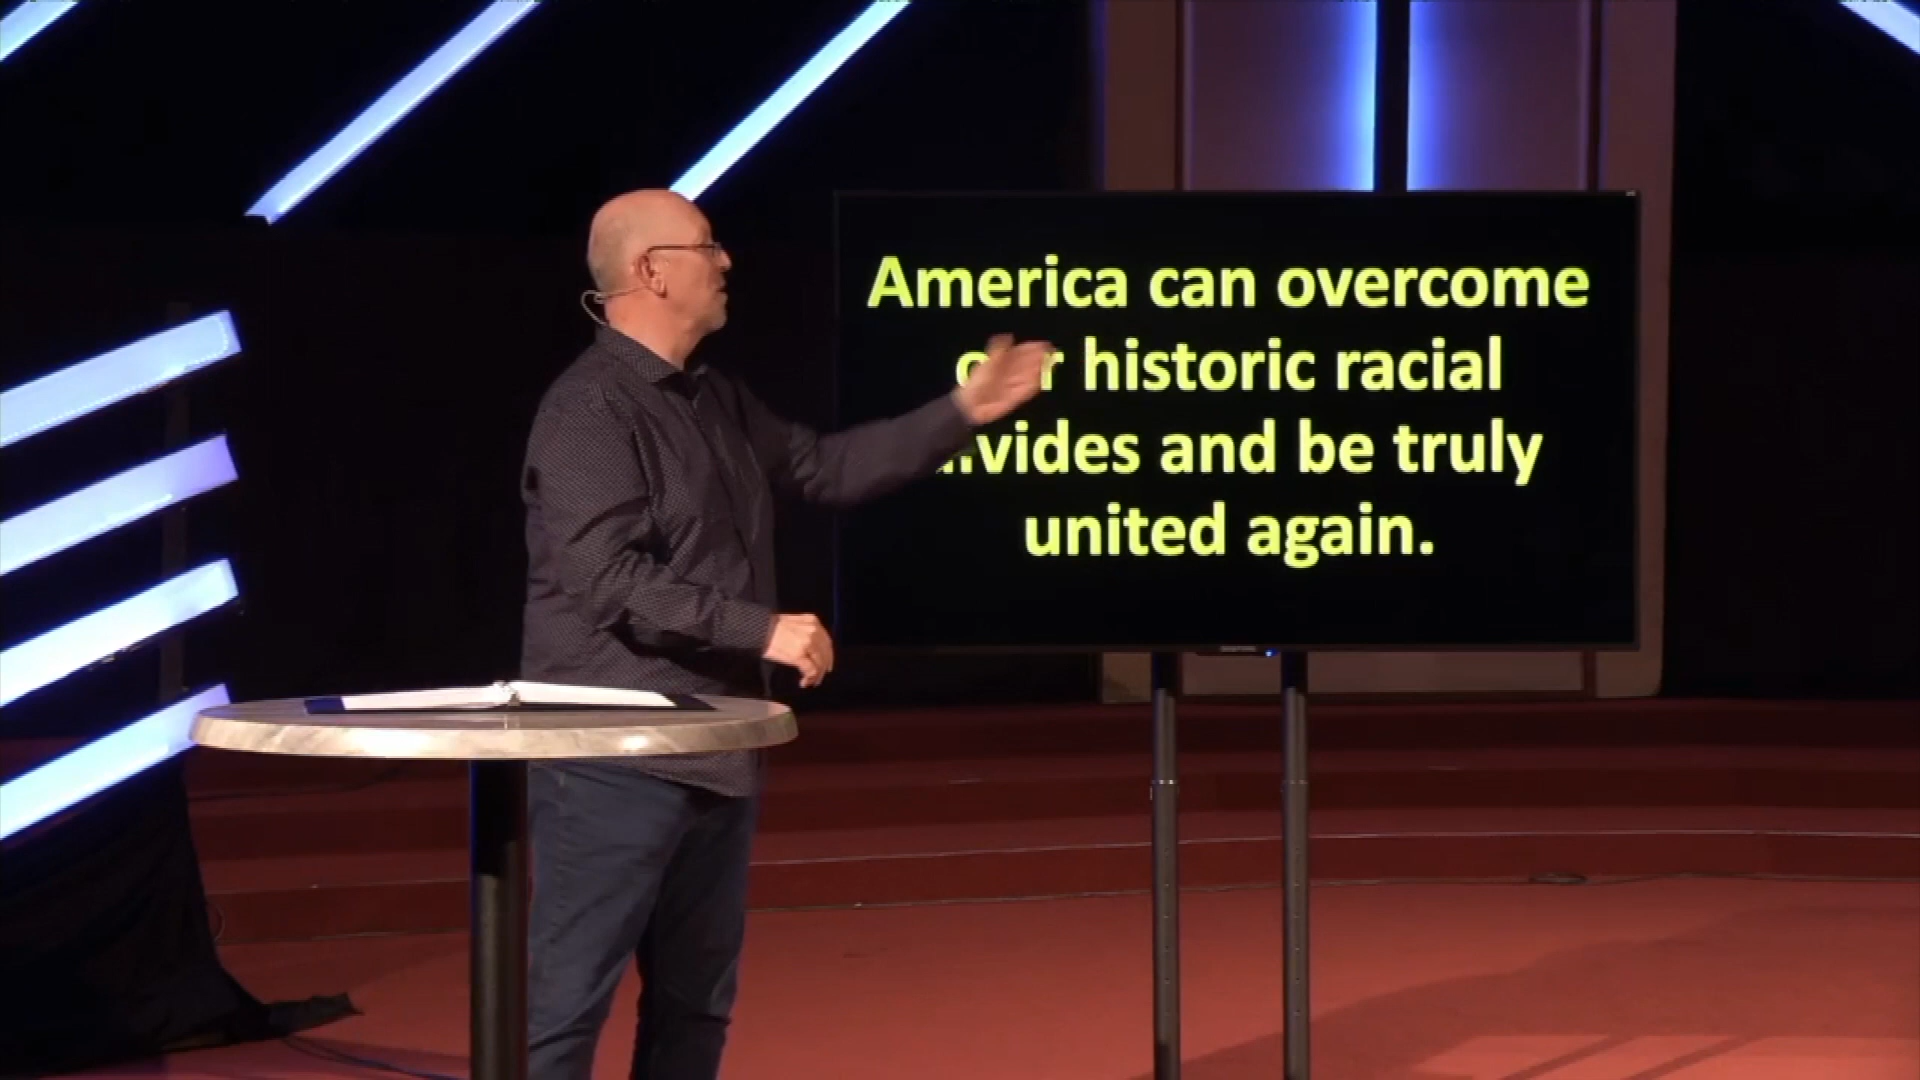 America can overcome
historic racial
and be truly
united again.